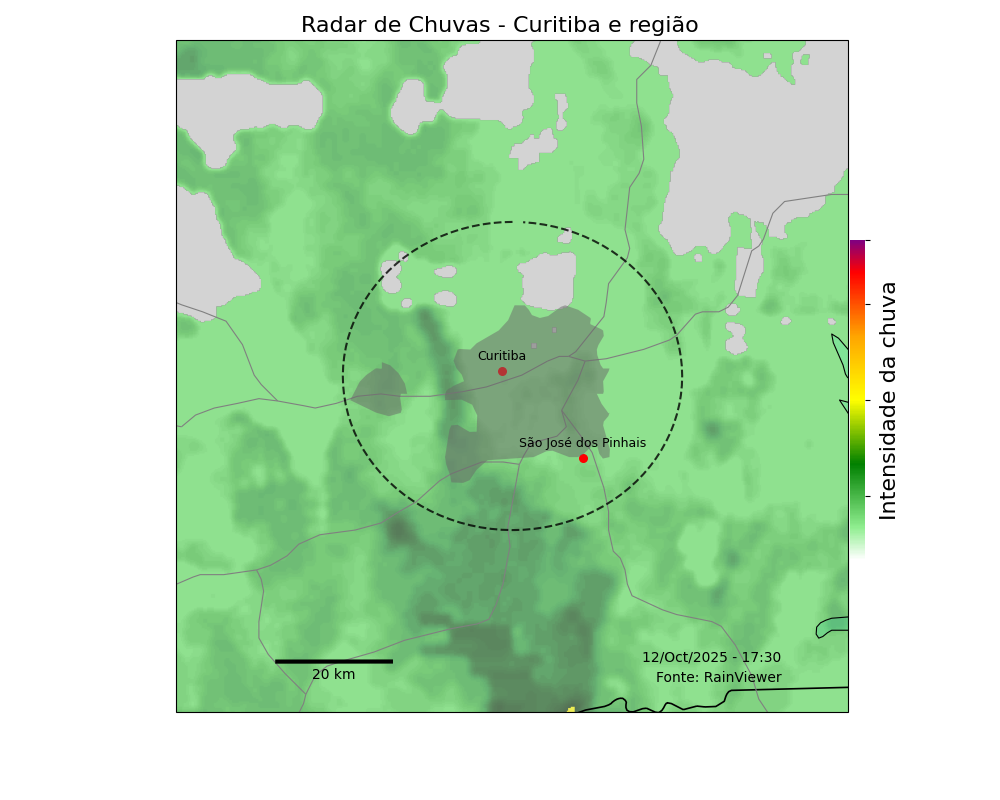 Radar de Chuvas - Curitiba e região
Curitiba
São José dos Pinhais
Intensidade da chuva
12/Oct/2025 - 17:30
Fonte: RainViewer
20 km